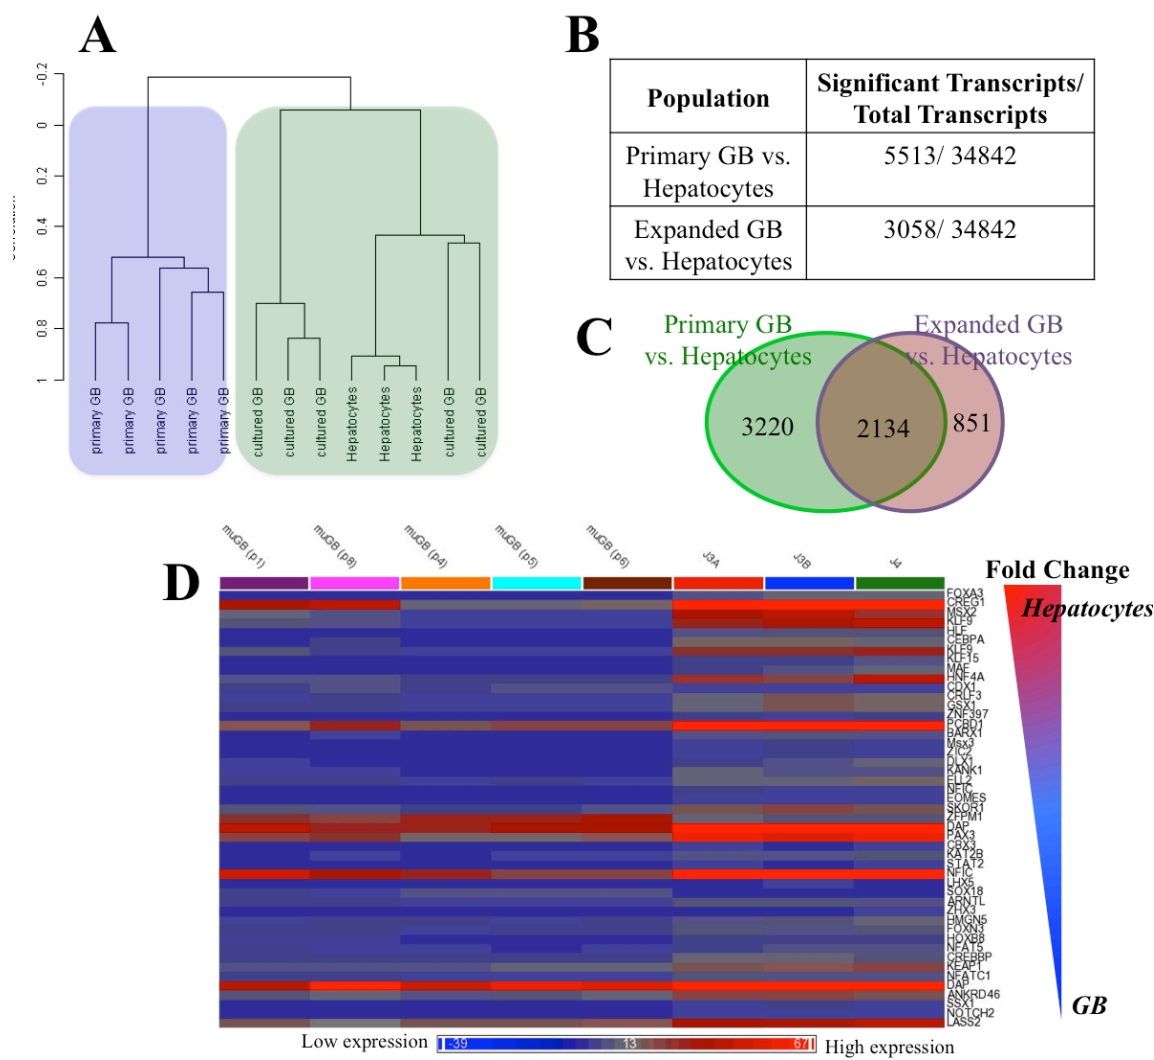 A
-0.2
0
0.2
0.4
0.6
0.8
1
primary GB
primary GB
primary GB
primary GB
primary GB
cultured GB
cultured GB
cultured GB
Hepatocytes
Hepatocytes
Hepatocytes
cultured GB
cultured GB
B
Population
Significant Transcripts/
Total Transcripts
Primary GB vs.
Hepatocytes
5513/ 34842
Expanded GB
vs. Hepatocytes
3058/ 34842
C
Primary GB
vs. Hepatocytes
Expanded GB
vs. Hepatocytes
3220
2134
851
D
muGB (p1)
muGB (p8)
muGB (p4)
muGB (p5)
muGB (p6)
J3A
J3B
J4
FOXA3
CREG1
MSX2
KLF9
HLF
CEBPA
KLF9
KLF15
MAF
HNF4A
CDX1
CRLF3
GSX1
ZNF397
PCBD1
BARX1
Msx3
ZIC2
DLX1
KANK1
ELL2
NFIC
EOMES
SKOR1
ZFPM1
DAP
PAX3
CBX3
KAT2B
STAT2
NFIC
LHX5
SOX18
ARNTL
ZHX3
HMGN5
FOXN3
HOXB8
NFAT5
CREBBP
KEAP1
NFATC1
DAP
ANKRD46
SSX1
NOTCH2
LASS2
Fold Change
Hepatocytes
GB
Low expression
-39
13
67
High expression